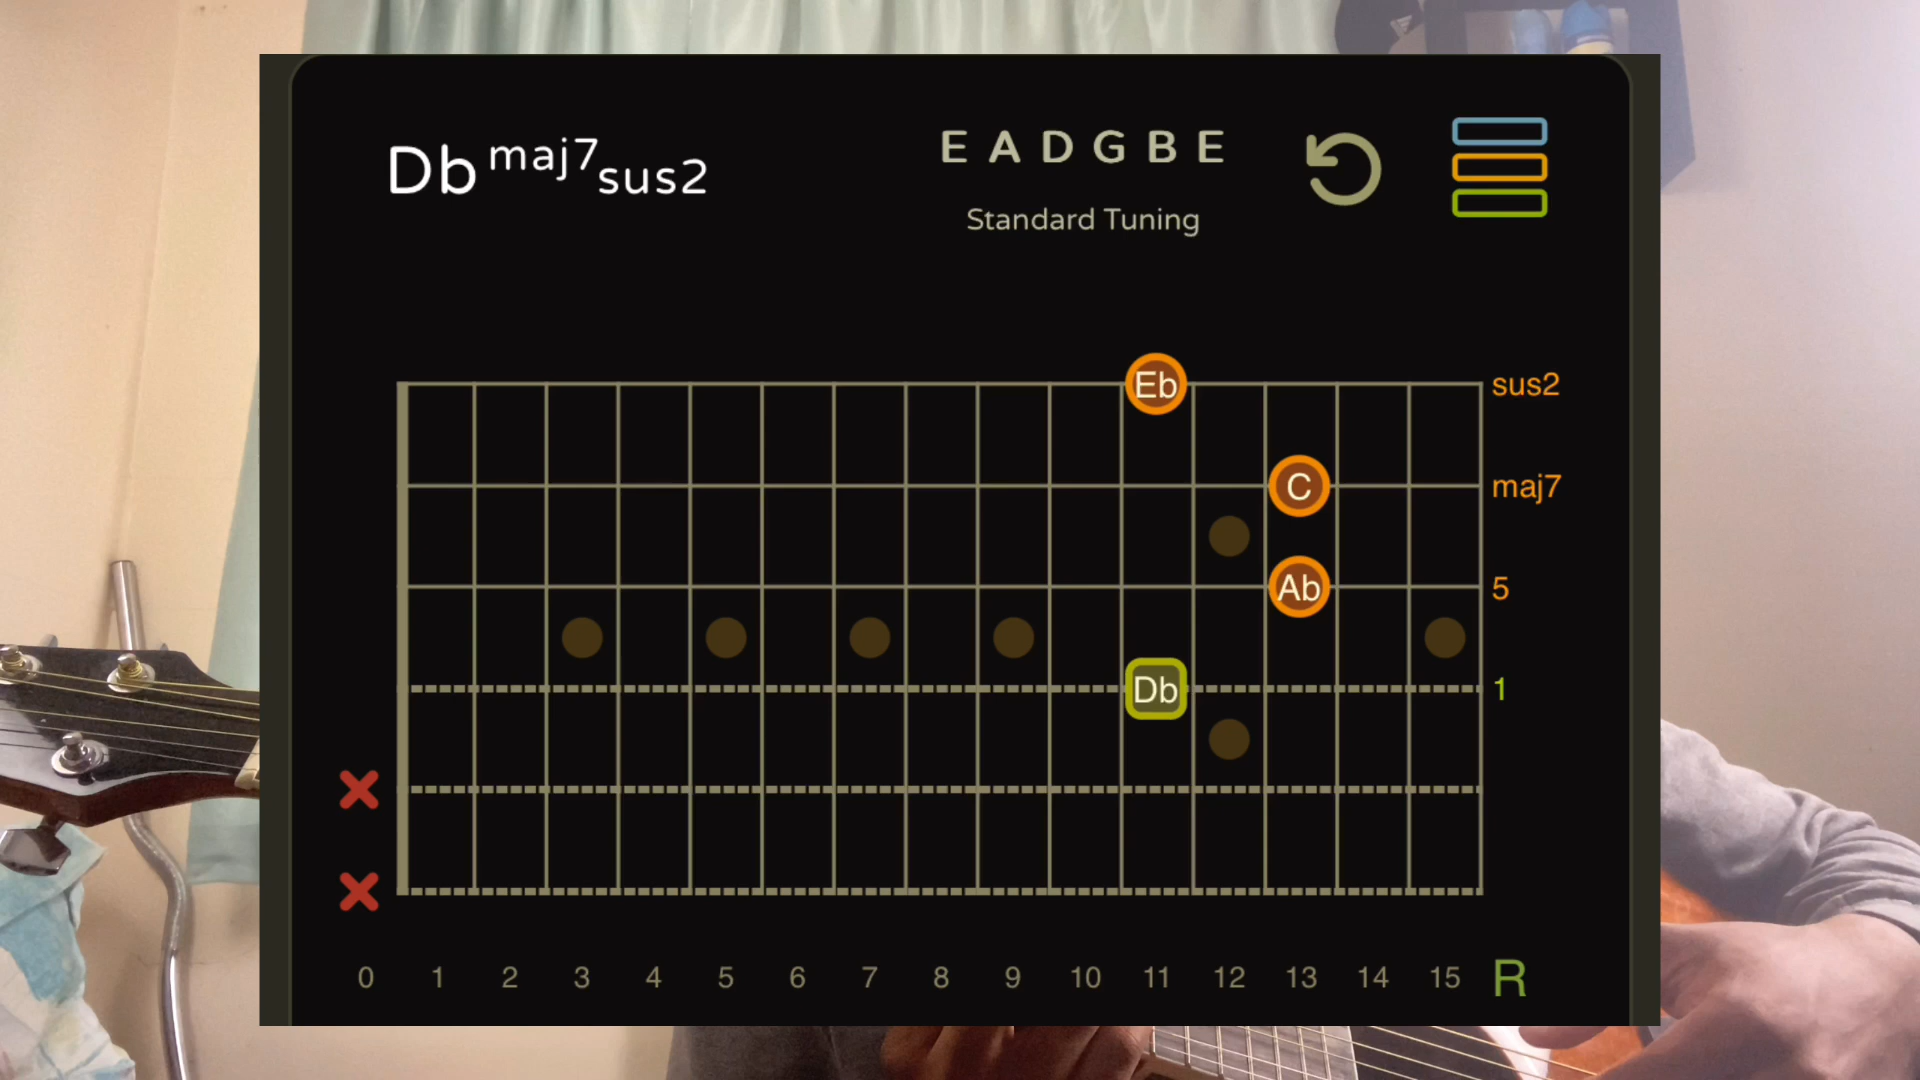 Db maj7 sus2
E A D G B E
Standard Tuning
Eb sus2
C maj7
Ab 5
Db 1
0 1 2 3 4 5 6 7 8 9 10 11 12 13 14 15 R